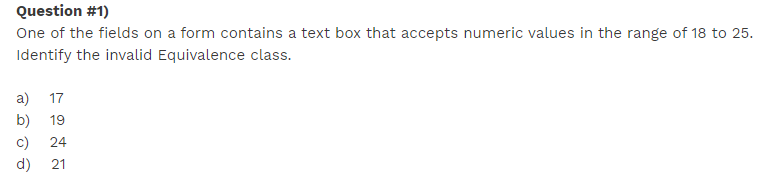 Question #1)
One of the fields on a form contains a text box that accepts numeric values in the range of 18 to 25.
Identify the invalid Equivalence class.
a) 17
b) 19
c) 24
d) 21